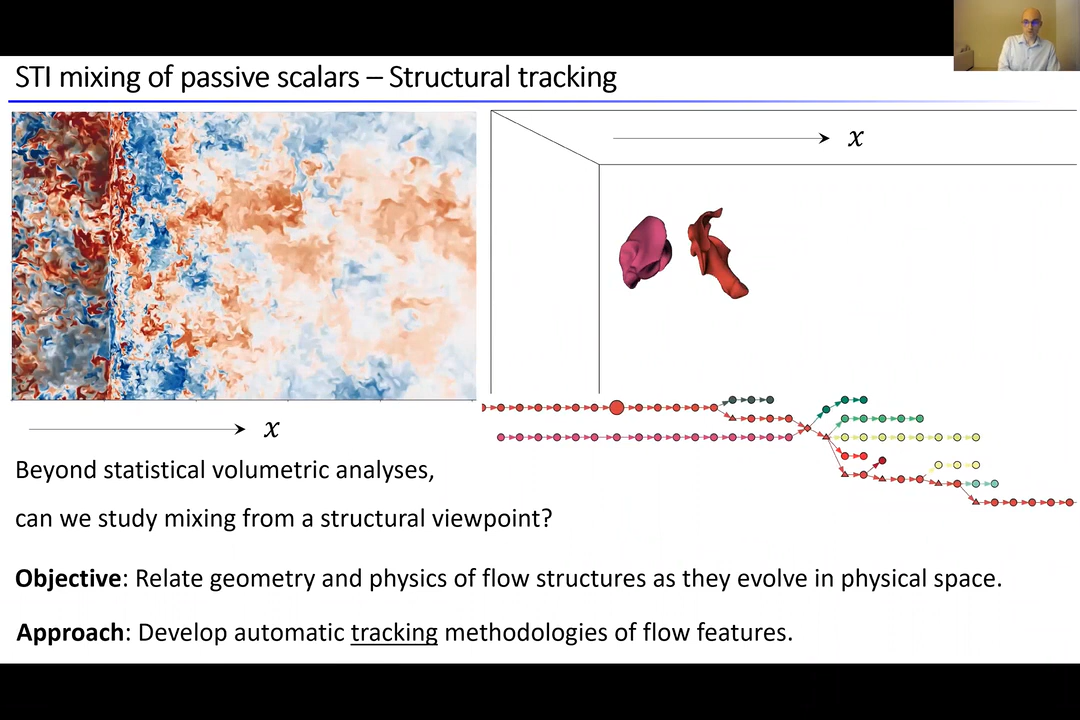 STI mixing of passive scalars – Structural tracking
x
x
Beyond statistical volumetric analyses,
can we study mixing from a structural viewpoint?
Objective: Relate geometry and physics of flow structures as they evolve in physical space.
Approach: Develop automatic tracking methodologies of flow features.